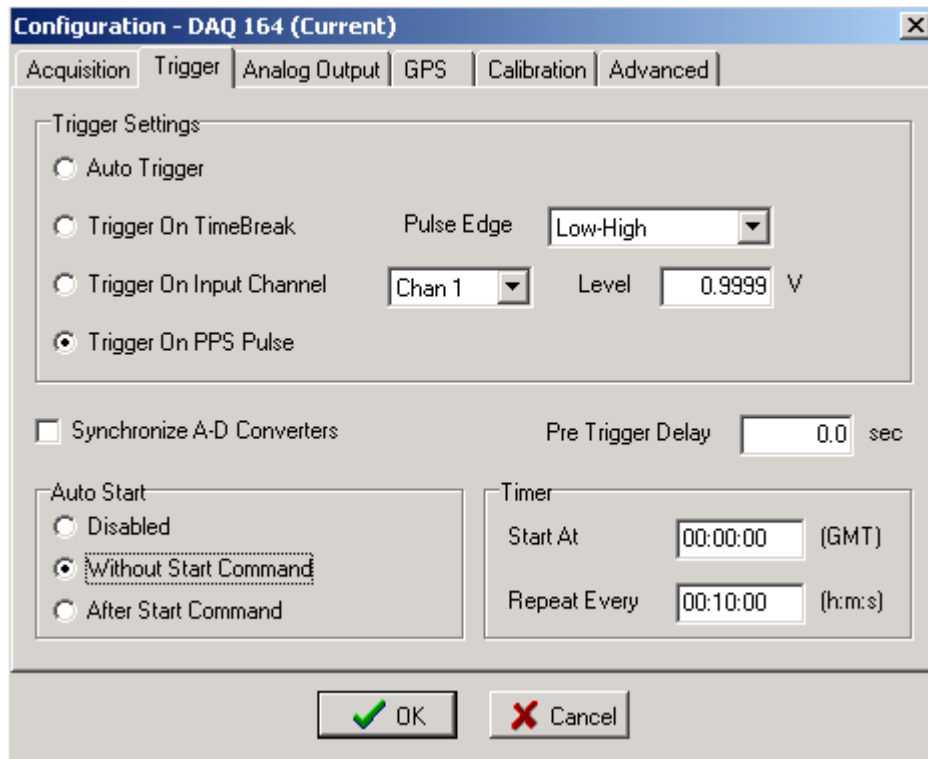 Configuration - DAQ 164 (Current)
Acquisition Trigger Analog Output GPS Calibration Advanced
Trigger Settings
Auto Trigger
Trigger On TimeBreak Pulse Edge Low-High
Trigger On Input Channel Chan 1 Level 0.9999 V
Trigger On PPS Pulse
Synchronize A-D Converters Pre Trigger Delay 0.0 sec
Auto Start
Disabled
Without Start Command
After Start Command
Timer
Start At 00:00:00 (GMT)
Repeat Every 00:10:00 (h:m:s)
OK Cancel